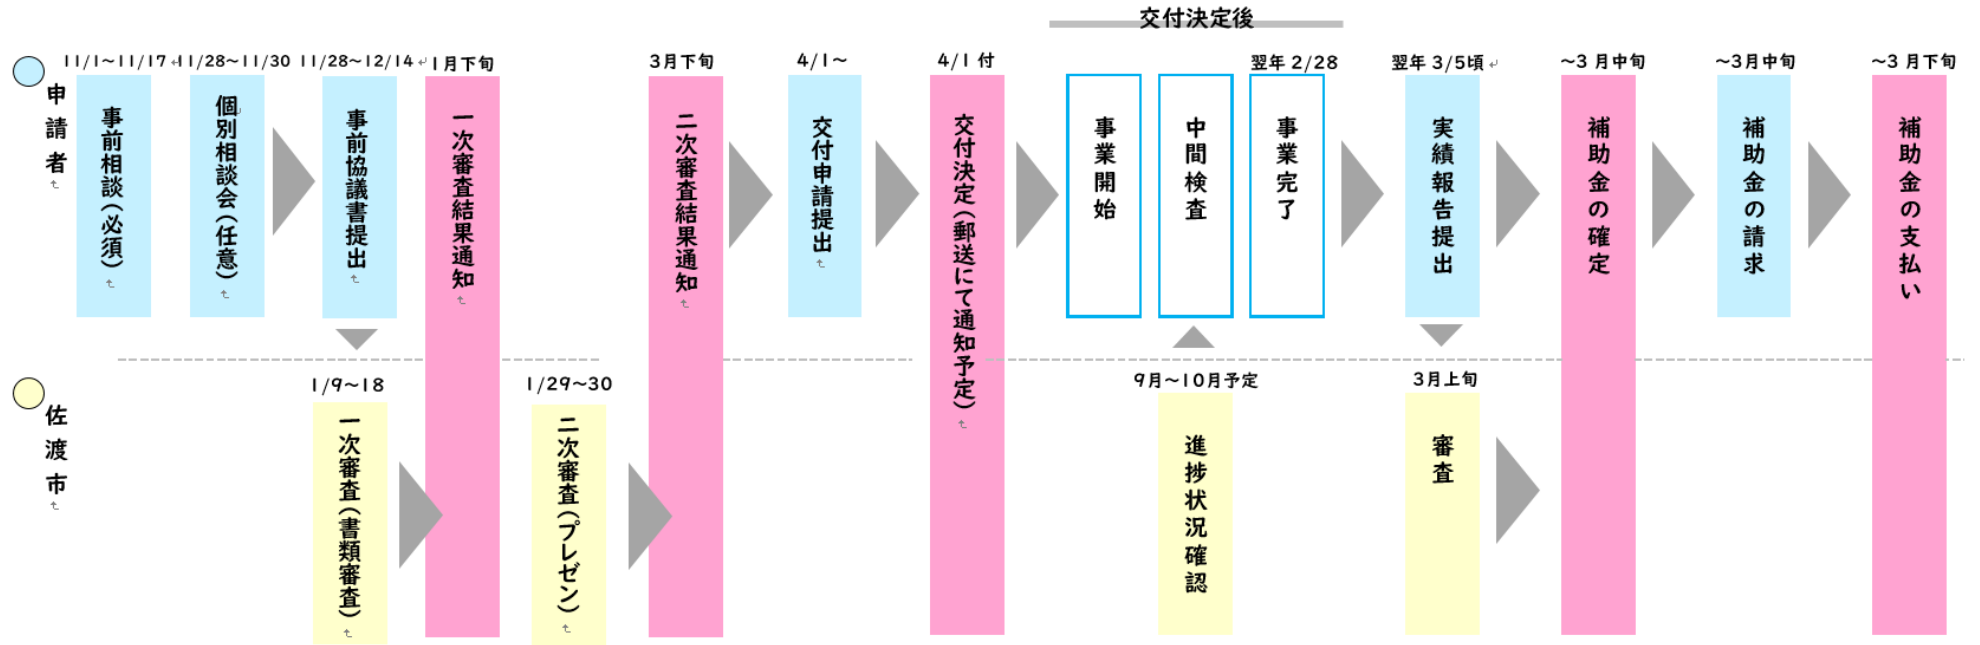 交付決定後
申請者
11/1～11/17
事前相談(必須)
11/28～11/30
個別相談会(任意)
11/28～12/14
事前協議書提出
1月下旬
一次審査結果通知
3月下旬
二次審査結果通知
4/1～
交付申請提出
4/1付
交付決定(郵送にて通知予定)
事業開始
中間検査
翌年 2/28
事業完了
翌年 3/5頃
実績報告提出
～3月中旬
補助金の確定
～3月中旬
補助金の請求
～3月下旬
補助金の支払い
佐渡市
1/9～18
一次審査(書類審査)
1/29～30
二次審査(プレゼン)
9月～10月予定
進捗状況確認
3月上旬
審査